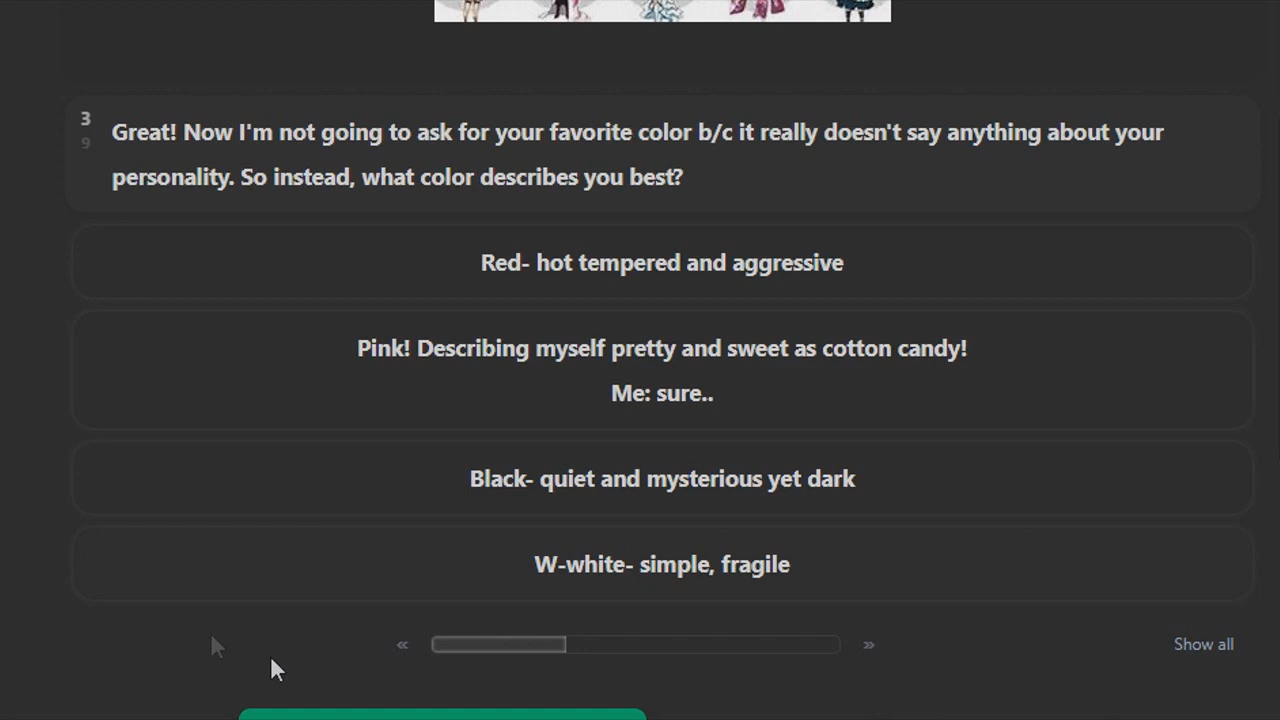 3
9
Great! Now I'm not going to ask for your favorite color b/c it really doesn't say anything about your
personality. So instead, what color describes you best?
Red- hot tempered and aggressive
Pink! Describing myself pretty and sweet as cotton candy!
Me: sure..
Black- quiet and mysterious yet dark
W-white- simple, fragile
«
»
Show all